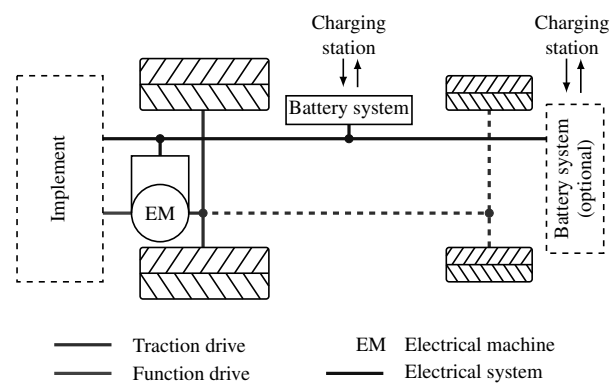 Charging
station
Charging
station
Battery system
Implement
EM
Battery system
(optional)
Traction drive
EM Electrical machine
Function drive
Electrical system